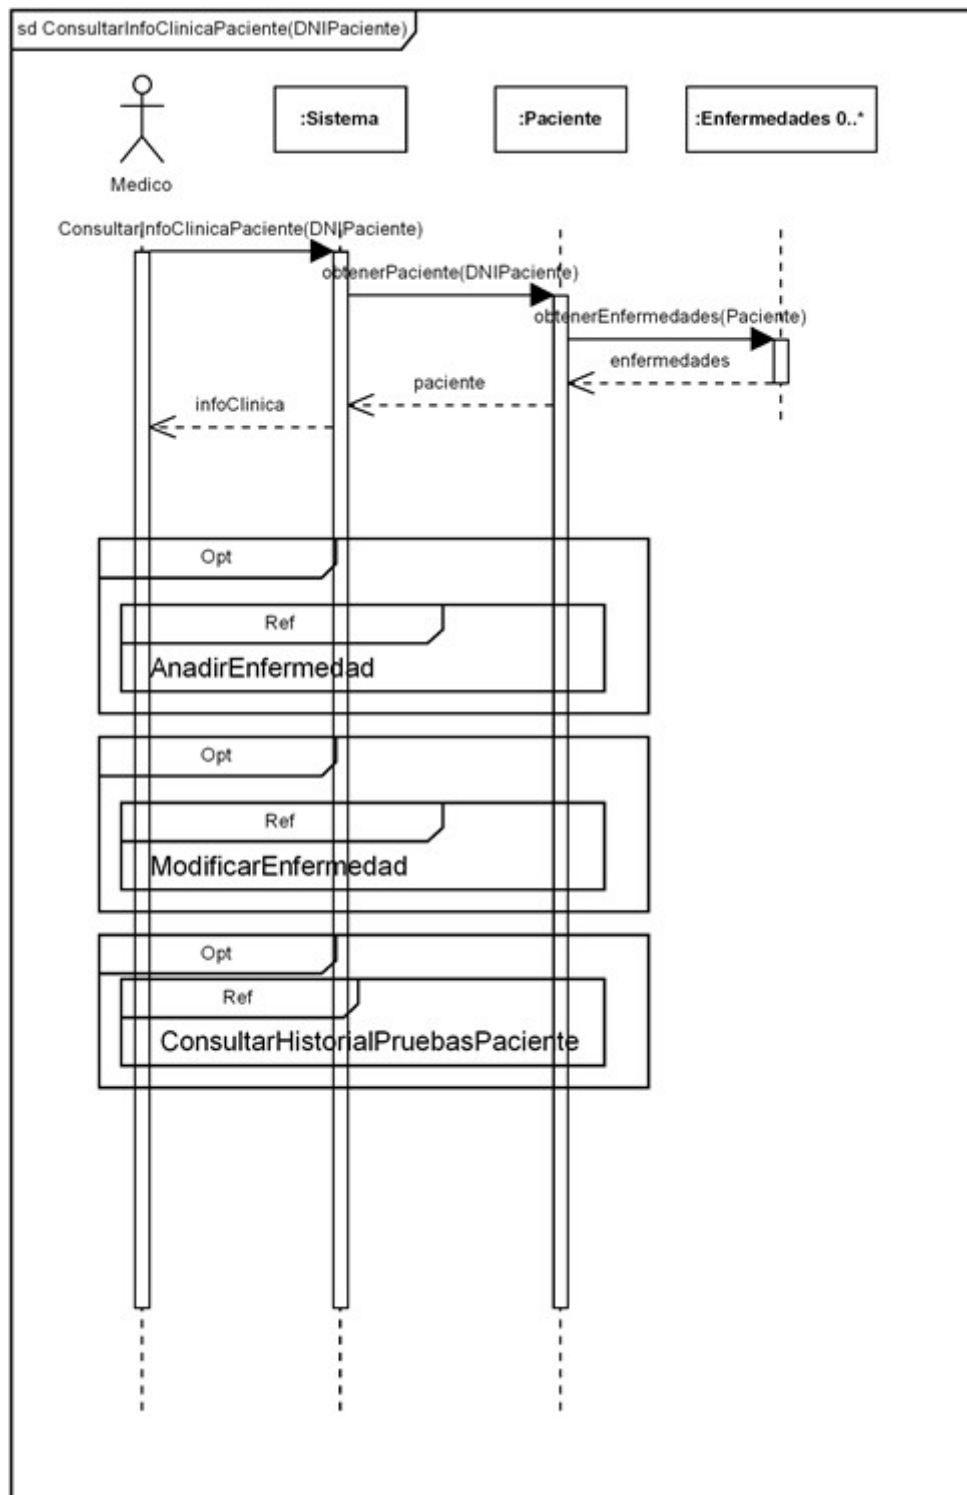 sd ConsultarInfoClinicaPaciente(DNIPaciente)
:Sistema
:Paciente
:Enfermedades 0..*
Medico
ConsultarInfoClinicaPaciente(DNIPaciente)
obtenerPaciente(DNIPaciente)
obtenerEnfermedades(Paciente)
enfermedades
paciente
infoClinica
Opt
Ref
AnadirEnfermedad
Opt
Ref
ModificarEnfermedad
Opt
Ref
ConsultarHistorialPruebasPaciente